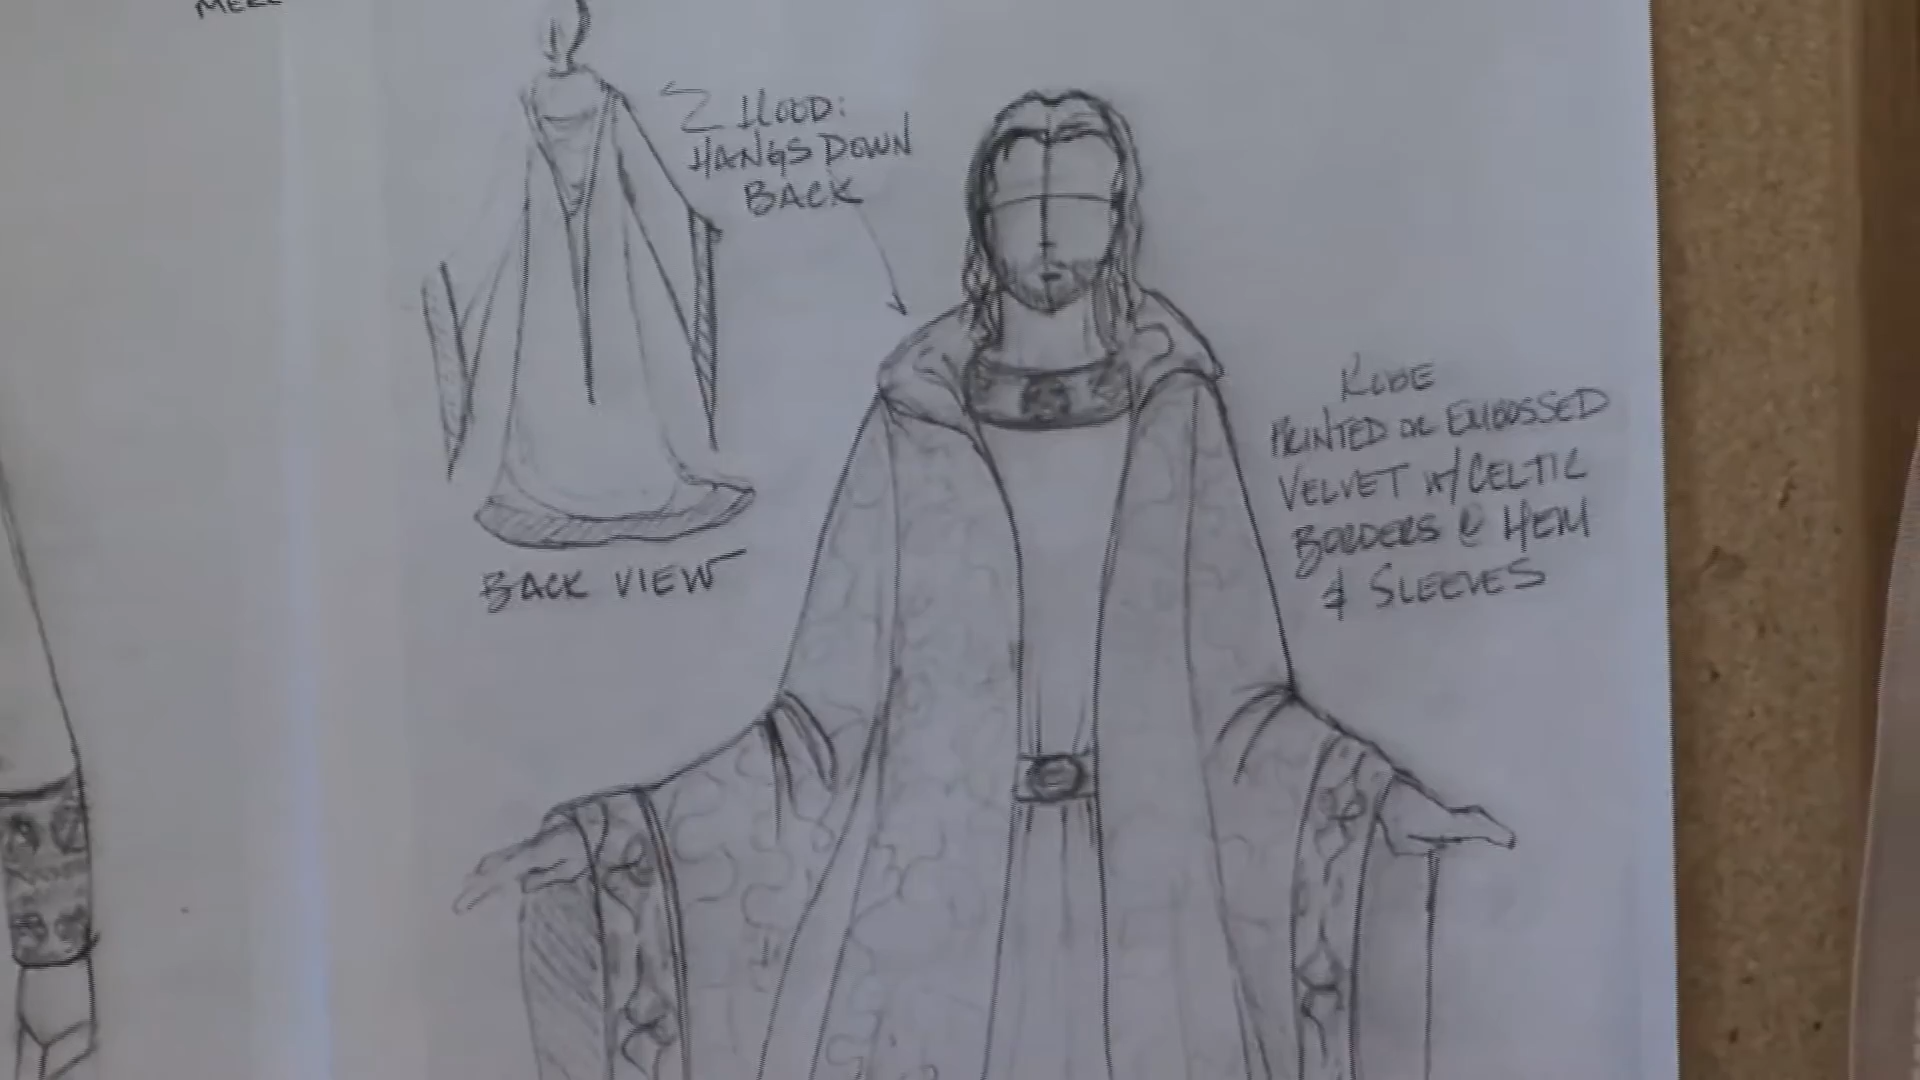 HOOD:
HANGS DOWN
BACK
BACK VIEW
ROBE
PRINTED OR EMBOSSED
VELVET W/CELTIC
BORDERS @ HEM
& SLEEVES